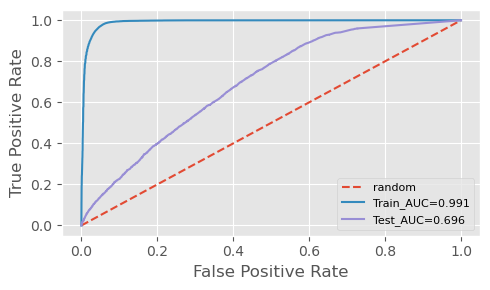 True Positive Rate
1.0
0.8
0.6
0.4
0.2
0.0
random
Train_AUC=0.991
Test_AUC=0.696
0.0 0.2 0.4 0.6 0.8 1.0
False Positive Rate